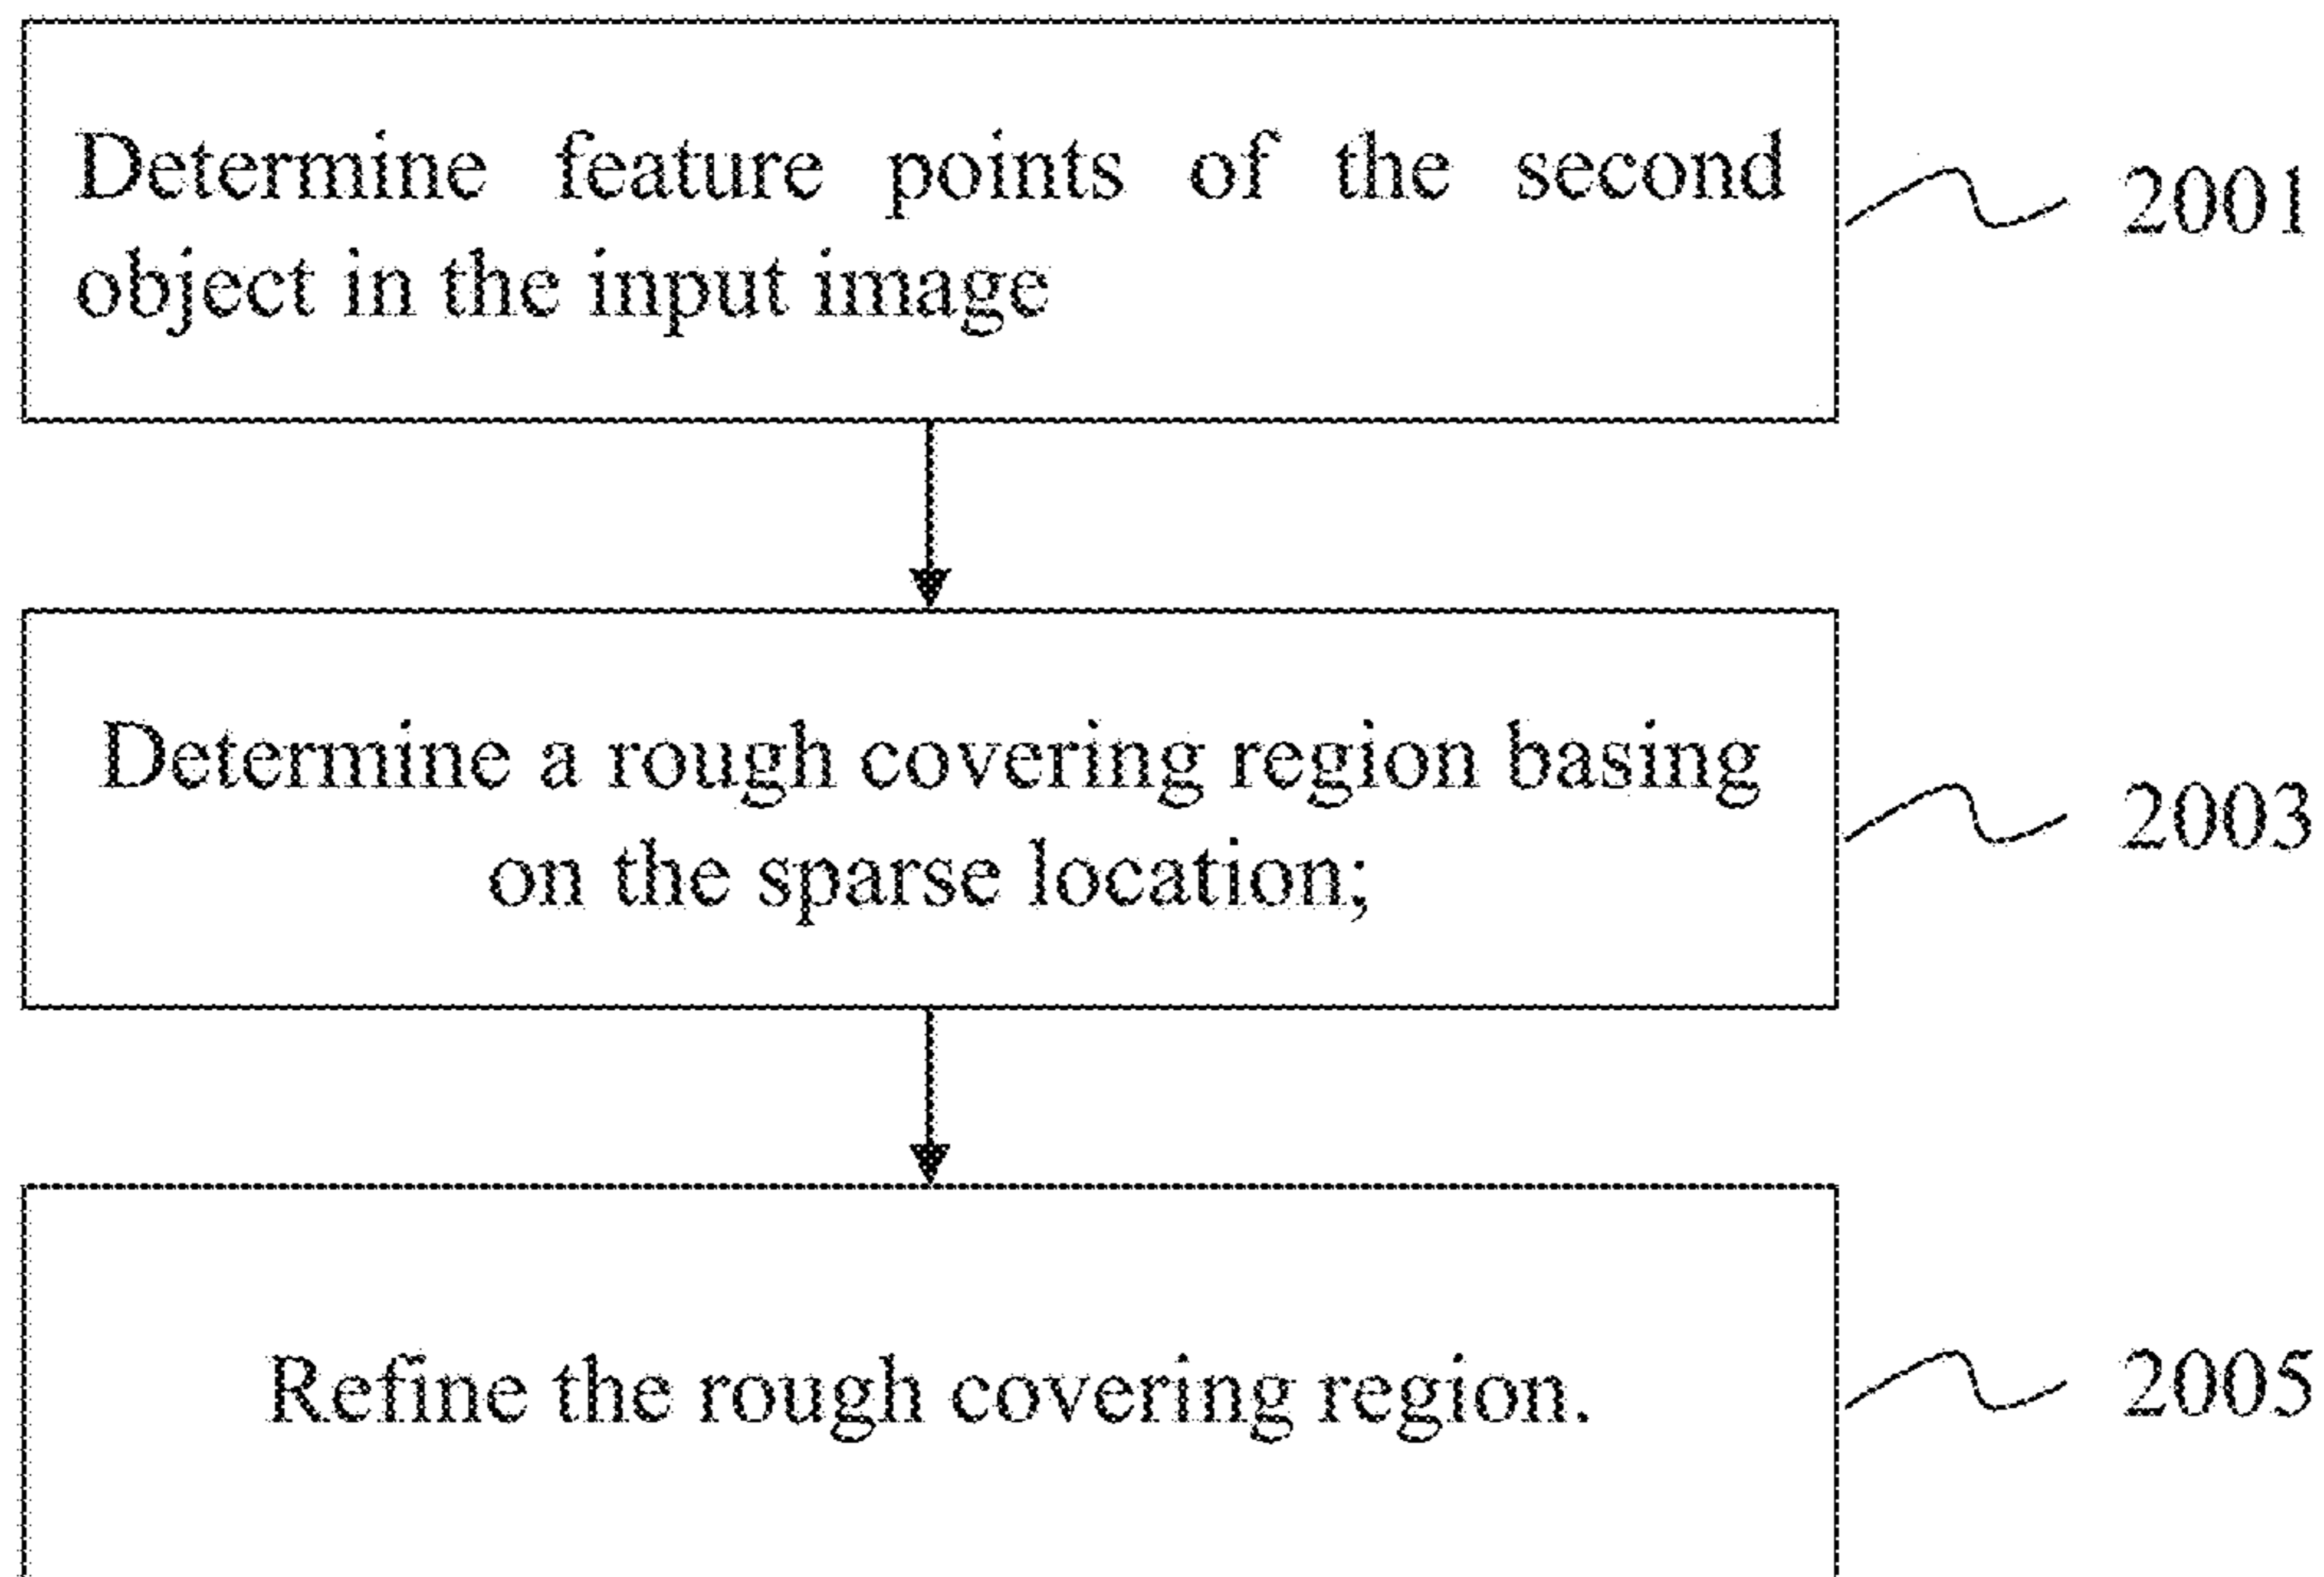 Determine feature points of the second
object in the input image
2001
Determine a rough covering region basing
on the sparse location;
2003
Refine the rough covering region.
2005